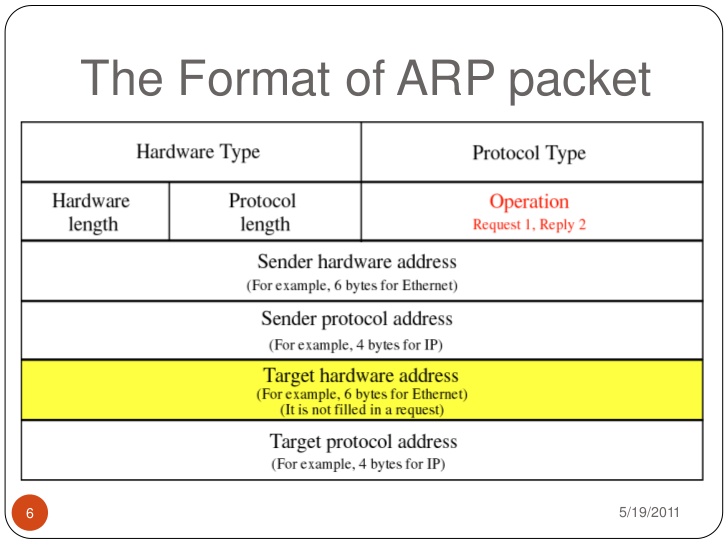 The Format of ARP packet
Hardware Type
Protocol Type
Hardware
length
Protocol
length
Operation
Request 1, Reply 2
Sender hardware address
(For example, 6 bytes for Ethernet)
Sender protocol address
(For example, 4 bytes for IP)
Target hardware address
(For example, 6 bytes for Ethernet)
(It is not filled in a request)
Target protocol address
(For example, 4 bytes for IP)
6
5/19/2011